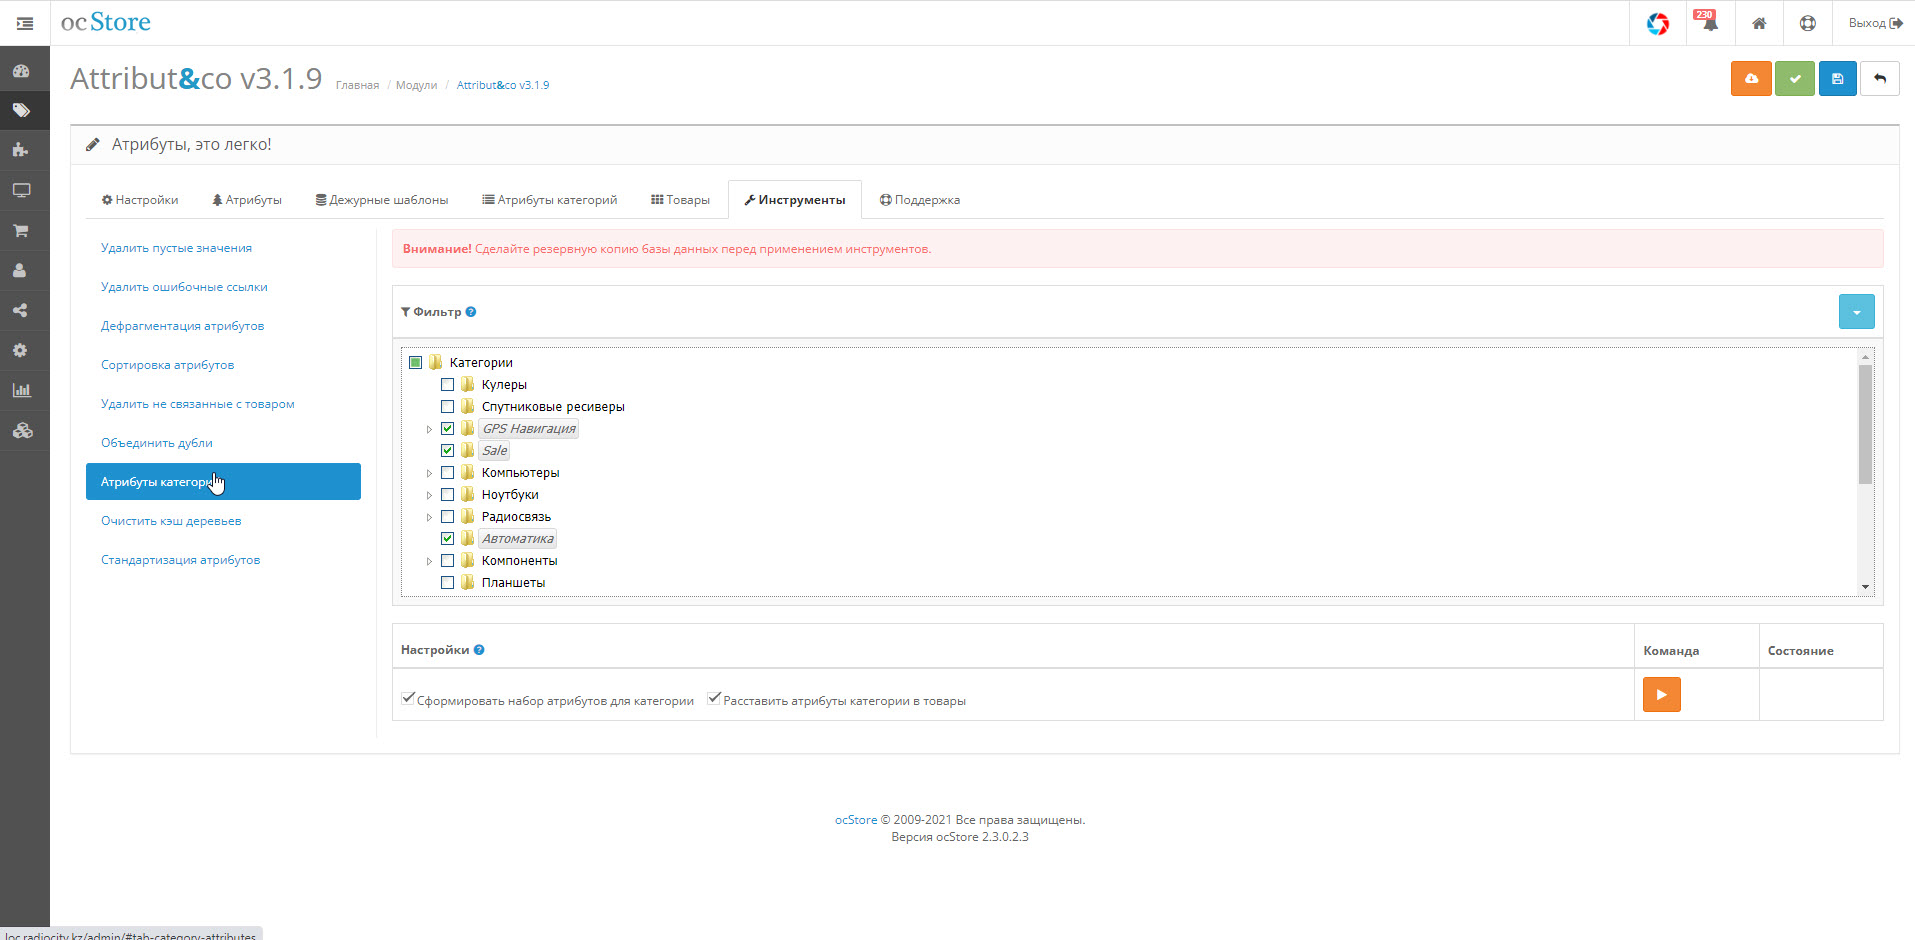 ocStore
230
Выход
Attribut&co v3.1.9
Главная / Модули / Attribut&co v3.1.9
Атрибуты, это легко!
Настройки Атрибуты Дежурные шаблоны Атрибуты категорий Товары Инструменты Поддержка
Удалить пустые значения
Удалить ошибочные ссылки
Дефрагментация атрибутов
Сортировка атрибутов
Удалить не связанные с товаром
Объединить дубли
Атрибуты категори
Очистить кэш деревьев
Стандартизация атрибутов
Внимание! Сделайте резервную копию базы данных перед применением инструментов.
Фильтр
Категории
Кулеры
Спутниковые ресиверы
GPS Навигация
Sale
Компьютеры
Ноутбуки
Радиосвязь
Автоматика
Компоненты
Планшеты
Настройки Команда Состояние
Сформировать набор атрибутов для категории Расставить атрибуты категории в товары
ocStore © 2009-2021 Все права защищены.
Версия ocStore 2.3.0.2.3
loc.radiocity.kz/admin/#tab-category-attributes